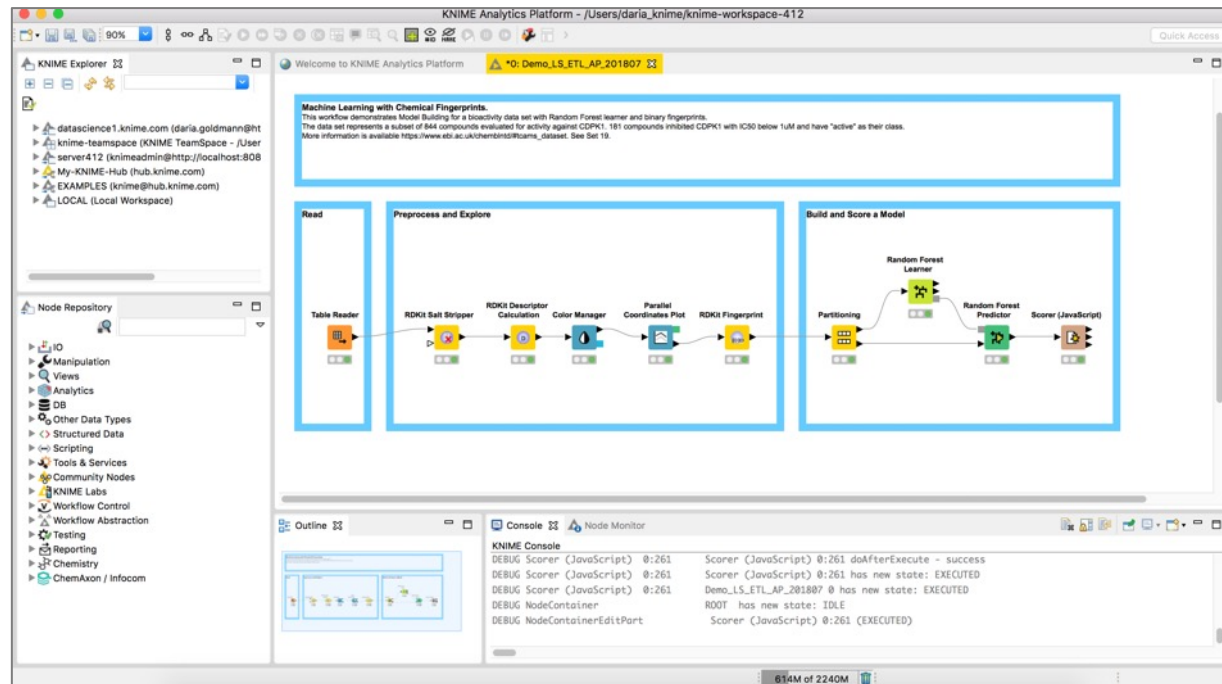 KNIME Analytics Platform - /Users/daria_knime/knime-workspace-412
90%
Quick Access
KNIME Explorer
datascience1.knime.com (daria.goldmann@ht
knime-teamspace (KNIME TeamSpace - /User
server412 (knimeadmin@http://localhost:808
My-KNIME-Hub (hub.knime.com)
EXAMPLES (knime@hub.knime.com)
LOCAL (Local Workspace)
Node Repository
IO
Manipulation
Views
Analytics
DB
Other Data Types
Structured Data
Scripting
Tools & Services
Community Nodes
KNIME Labs
Workflow Control
Workflow Abstraction
Testing
Reporting
Chemistry
ChemAxon / Infocom
Welcome to KNIME Analytics Platform
*0: Demo_LS_ETL_AP_201807
Machine Learning with Chemical Fingerprints.
This workflow demonstrates Model Building for a bioactivity data set with Random Forest learner and binary fingerprints.
The data set represents a subset of 844 compounds evaluated for activity against CDPK1. 181 compounds inhibited CDPK1 with IC50 below 1uM and have "active" as their class.
More information is available https://www.ebi.ac.uk/chemblntd/#tcams_dataset. See Set 19.
Read
Table Reader
Preprocess and Explore
RDKit Salt Stripper
RDKit Descriptor
Calculation
Color Manager
Parallel
Coordinates Plot
RDKit Fingerprint
Build and Score a Model
Partitioning
Random Forest
Learner
Random Forest
Predictor
Scorer (JavaScript)
Outline
Console
Node Monitor
KNIME Console
DEBUG Scorer (JavaScript) 0:261 Scorer (JavaScript) 0:261 doAfterExecute - success
DEBUG Scorer (JavaScript) 0:261 Scorer (JavaScript) 0:261 has new state: EXECUTED
DEBUG Scorer (JavaScript) 0:261 Demo_LS_ETL_AP_201807 0 has new state: EXECUTED
DEBUG NodeContainer ROOT has new state: IDLE
DEBUG NodeContainerEditPart Scorer (JavaScript) 0:261 (EXECUTED)
614M of 2240M